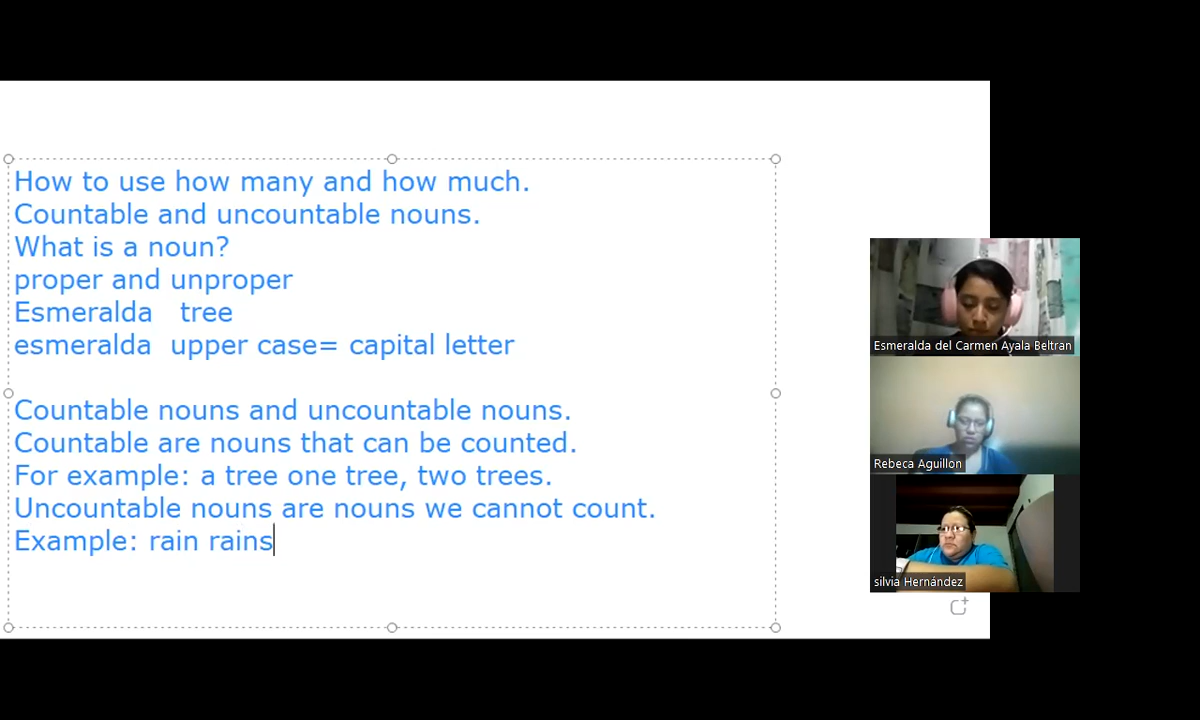 How to use how many and how much.
Countable and uncountable nouns.
What is a noun?
proper and unproper
Esmeralda tree
esmeralda upper case= capital letter
Countable nouns and uncountable nouns.
Countable are nouns that can be counted.
For example: a tree one tree, two trees.
Uncountable nouns are nouns we cannot count.
Example: rain rains
Esmeralda del Carmen Ayala Beltran
Rebeca Aguillon
silvia Hernández